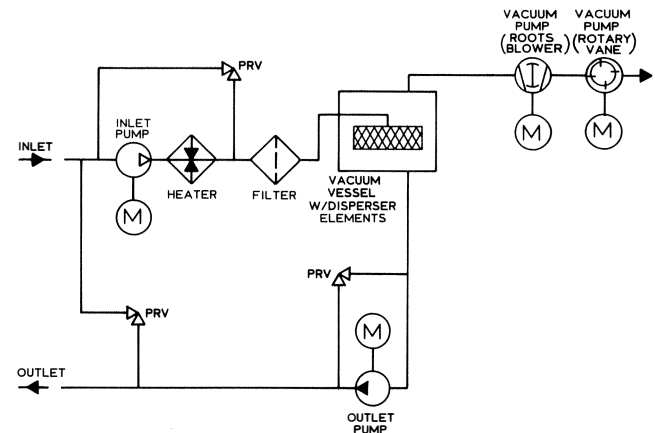 VACUUM
PUMP
(ROOTS
BLOWER)
VACUUM
PUMP
(ROTARY)
VANE
PRV
INLET
PUMP
INLET
M
HEATER
FILTER
VACUUM
VESSEL
W/DISPERSER
ELEMENTS
M
M
PRV
PRV
M
OUTLET
OUTLET
PUMP